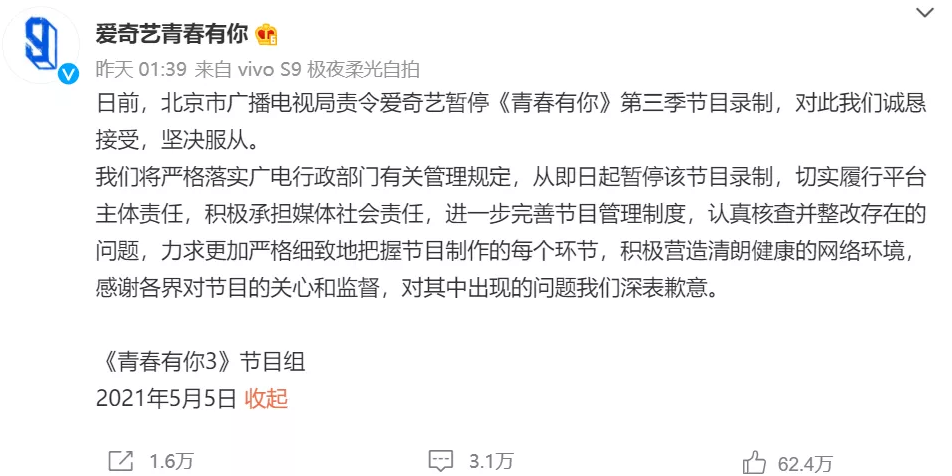 爱奇艺青春有你
昨天 01:39 来自 vivo S9 极夜柔光自拍
日前，北京市广播电视局责令爱奇艺暂停《青春有你》第三季节目录制，对此我们诚恳
接受，坚决服从。
我们将严格落实广电行政部门有关管理规定，从即日起暂停该节目录制，切实履行平台
主体责任，积极承担媒体社会责任，进一步完善节目管理制度，认真核查并整改存在的
问题，力求更加严格细致地把握节目制作的每个环节，积极营造清朗健康的网络环境，
感谢各界对节目的关心和监督，对其中出现的问题我们深表歉意。
《青春有你3》节目组
2021年5月5日 收起
1.6万 3.1万 62.4万